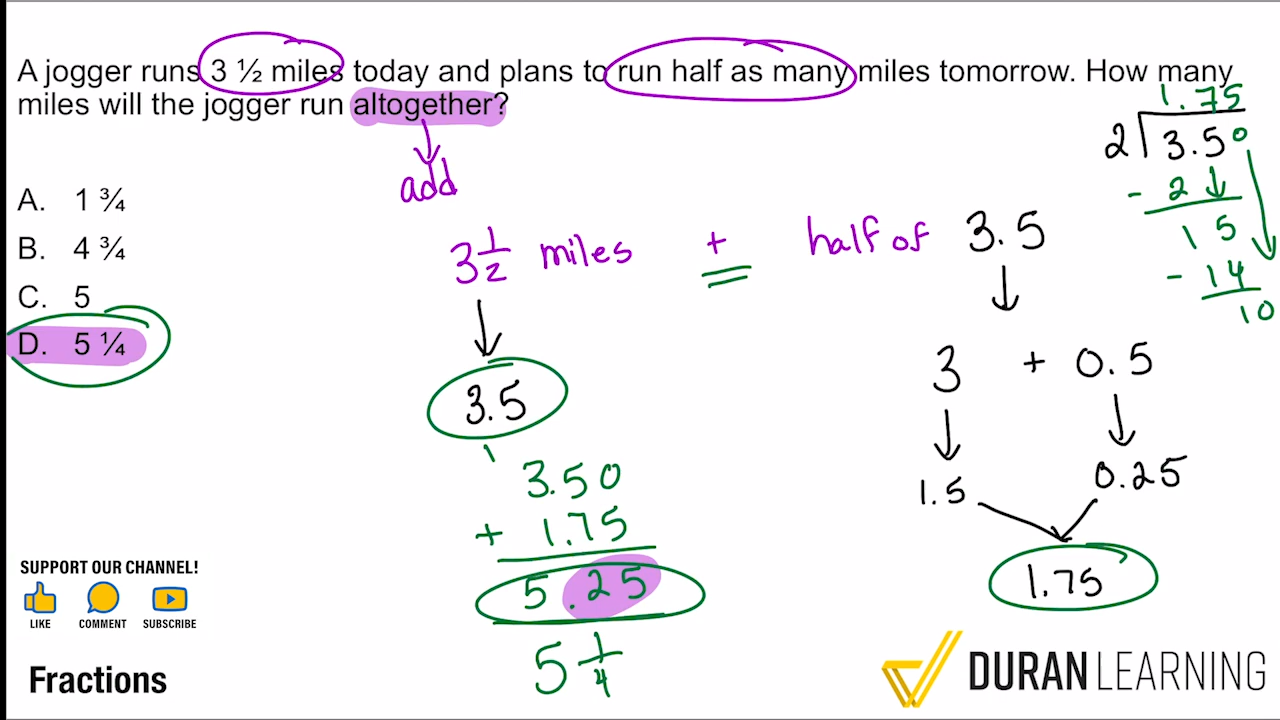 A jogger runs 3 ½ miles today and plans to run half as many miles tomorrow. How many
miles will the jogger run altogether?
add
A. 1 ¾
B. 4 ¾
C. 5
D. 5 ¼
3 1/2 miles + half of 3.5
3.5
3 + 0.5
1.5 0.25
1.75
1
3.50
+ 1.75
5.25
5 1/4
1.75
2 3.50
- 2
1 5
- 14
10
SUPPORT OUR CHANNEL!
LIKE COMMENT SUBSCRIBE
Fractions
DURAN LEARNING